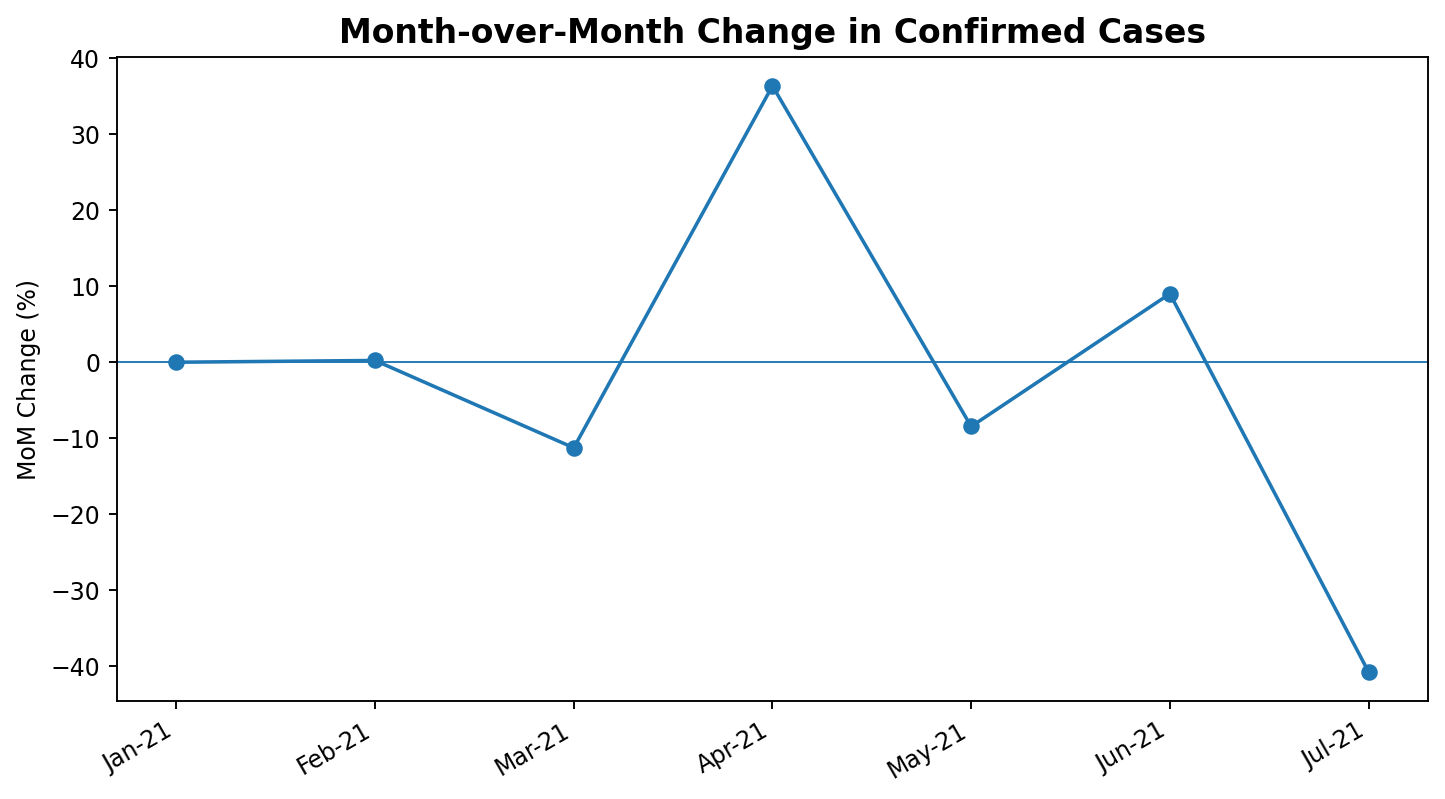 Month-over-Month Change in Confirmed Cases
MoM Change (%)
40
30
20
10
0
−10
−20
−30
−40
Jan-21
Feb-21
Mar-21
Apr-21
May-21
Jun-21
Jul-21